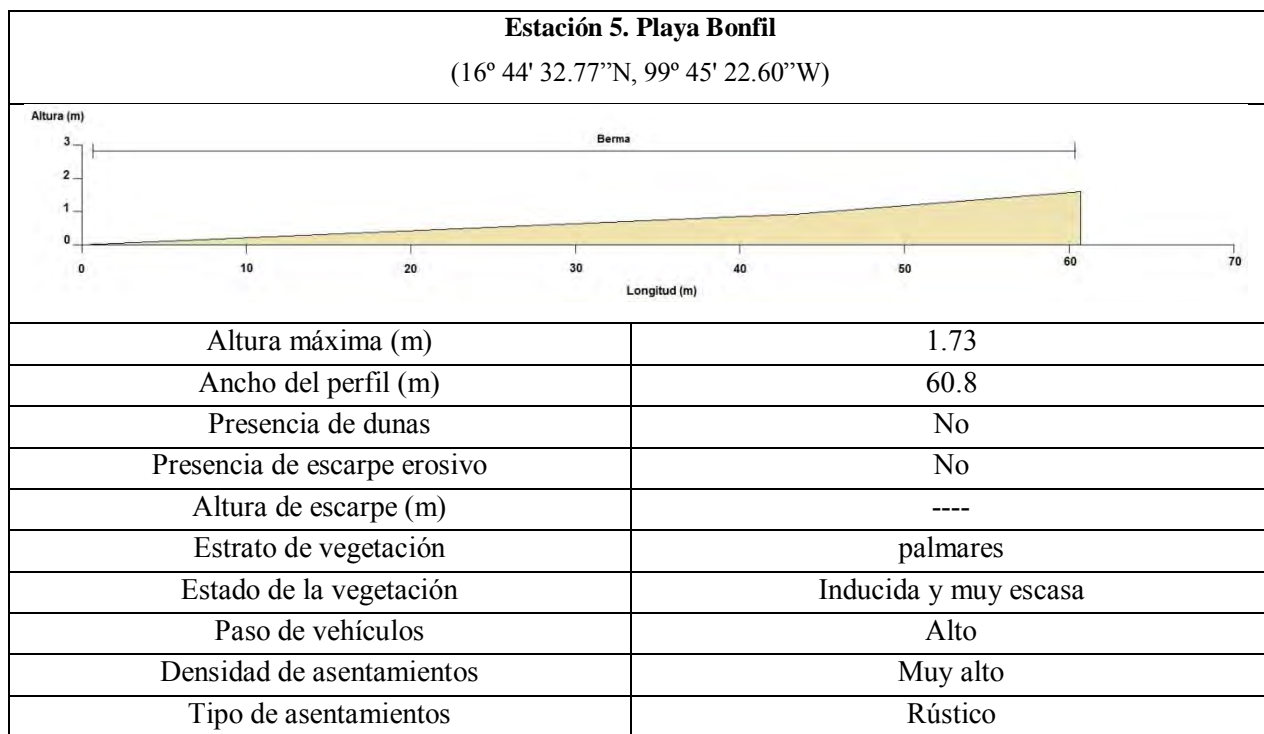 Estación 5. Playa Bonfil
(16º 44' 32.77”N, 99º 45' 22.60”W)
Altura (m)
Berma
3
2
1
0
0 10 20 30 40 50 60 70
Longitud (m)
Altura máxima (m) 1.73
Ancho del perfil (m) 60.8
Presencia de dunas No
Presencia de escarpe erosivo No
Altura de escarpe (m) ----
Estrato de vegetación palmares
Estado de la vegetación Inducida y muy escasa
Paso de vehículos Alto
Densidad de asentamientos Muy alto
Tipo de asentamientos Rústico